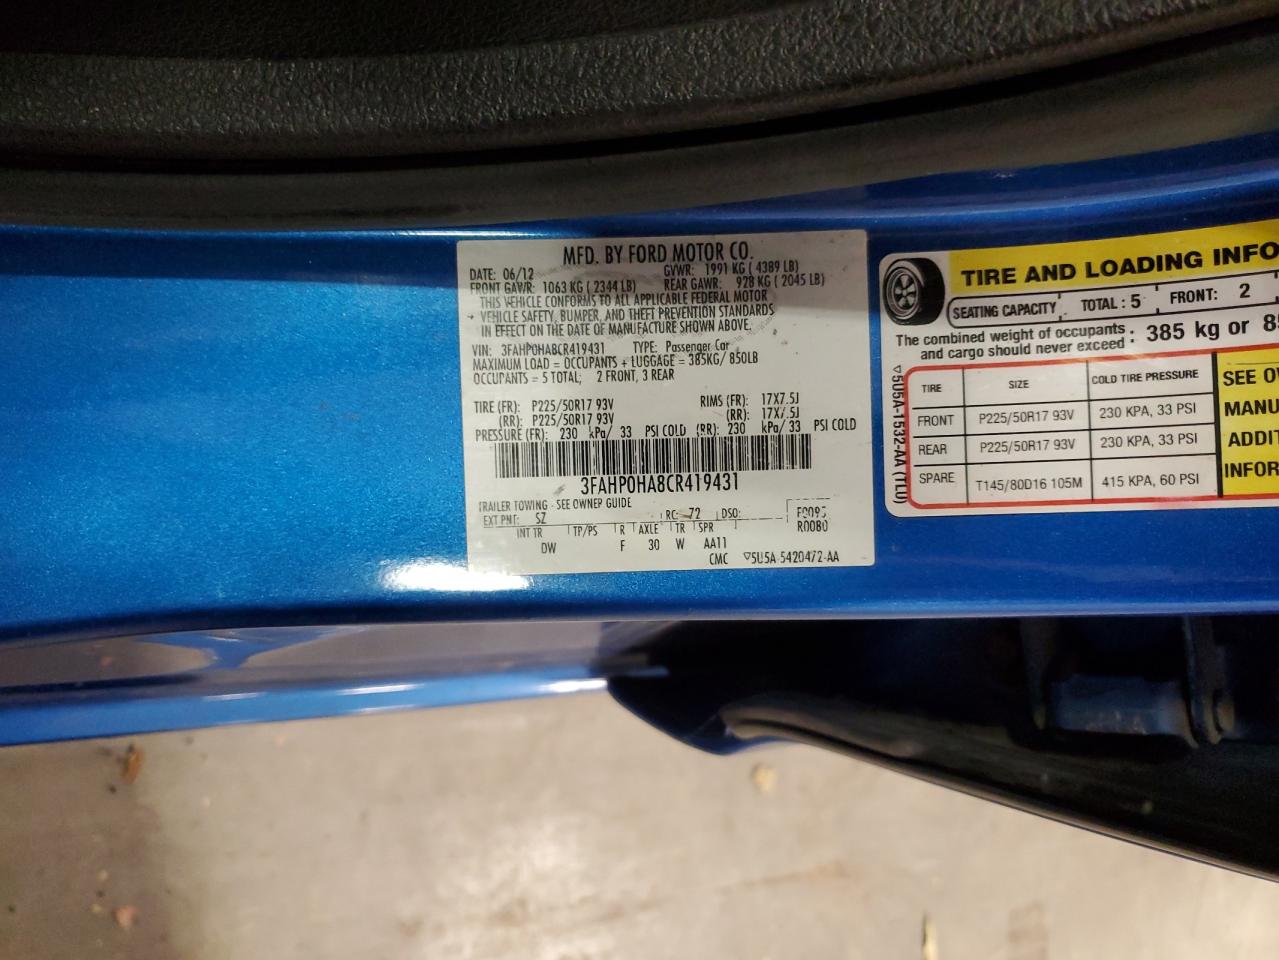 MFD. BY FORD MOTOR CO.
DATE: 06/12 GVWR: 1991 KG ( 4389 LB)
FRONT GAWR: 1063 KG ( 2344 LB) REAR GAWR: 928 KG ( 2045 LB)
THIS VEHICLE CONFORMS TO ALL APPLICABLE FEDERAL MOTOR
VEHICLE SAFETY, BUMPER, AND THEFT PREVENTION STANDARDS
IN EFFECT ON THE DATE OF MANUFACTURE SHOWN ABOVE.
VIN: 3FAHP0HA8CR419431 TYPE: Passenger Car
MAXIMUM LOAD = OCCUPANTS + LUGGAGE = 385KG/ 850LB
OCCUPANTS = 5 TOTAL; 2 FRONT, 3 REAR
TIRE (FR): P225/50R17 93V RIMS (FR): 17X7.5J
(RR): P225/50R17 93V (RR): 17X7.5J
PRESSURE (FR): 230 kPa/ 33 PSI COLD (RR): 230 kPa/ 33 PSI COLD
3FAHP0HA8CR419431
TRAILER TOWING - SEE OWNER GUIDE
EXT PNT: SZ RC: 72 DSO: F0095
INT TR TP/PS R AXLE TR SPR R0080
DW F 30 W AA11
CMC ▽5U5A-5420472-AA
TIRE AND LOADING INFO
SEATING CAPACITY TOTAL : 5 FRONT: 2
The combined weight of occupants
and cargo should never exceed : 385 kg or 85
▽5U5A-1532-AA (TL0)
TIRE SIZE COLD TIRE PRESSURE
FRONT P225/50R17 93V 230 KPA, 33 PSI
REAR P225/50R17 93V 230 KPA, 33 PSI
SPARE T145/80D16 105M 415 KPA, 60 PSI
SEE OW
MANU
ADDIT
INFOR